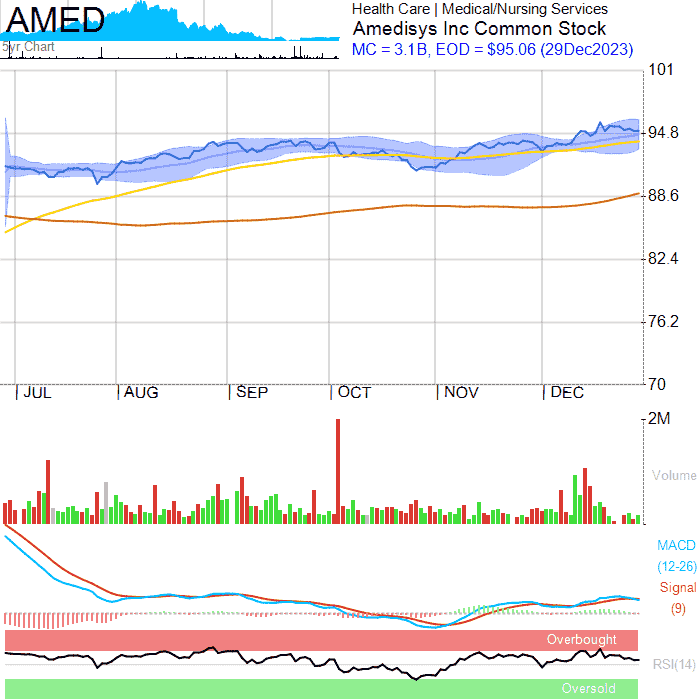 AMED
5yr Chart
Health Care | Medical/Nursing Services
Amedisys Inc Common Stock
MC = 3.1B, EOD = $95.06 (29Dec2023)
101
94.8
88.6
82.4
76.2
70
JUL AUG SEP OCT NOV DEC
2M
Volume
MACD
(12-26)
Signal
(9)
Overbought
RSI(14)
Oversold